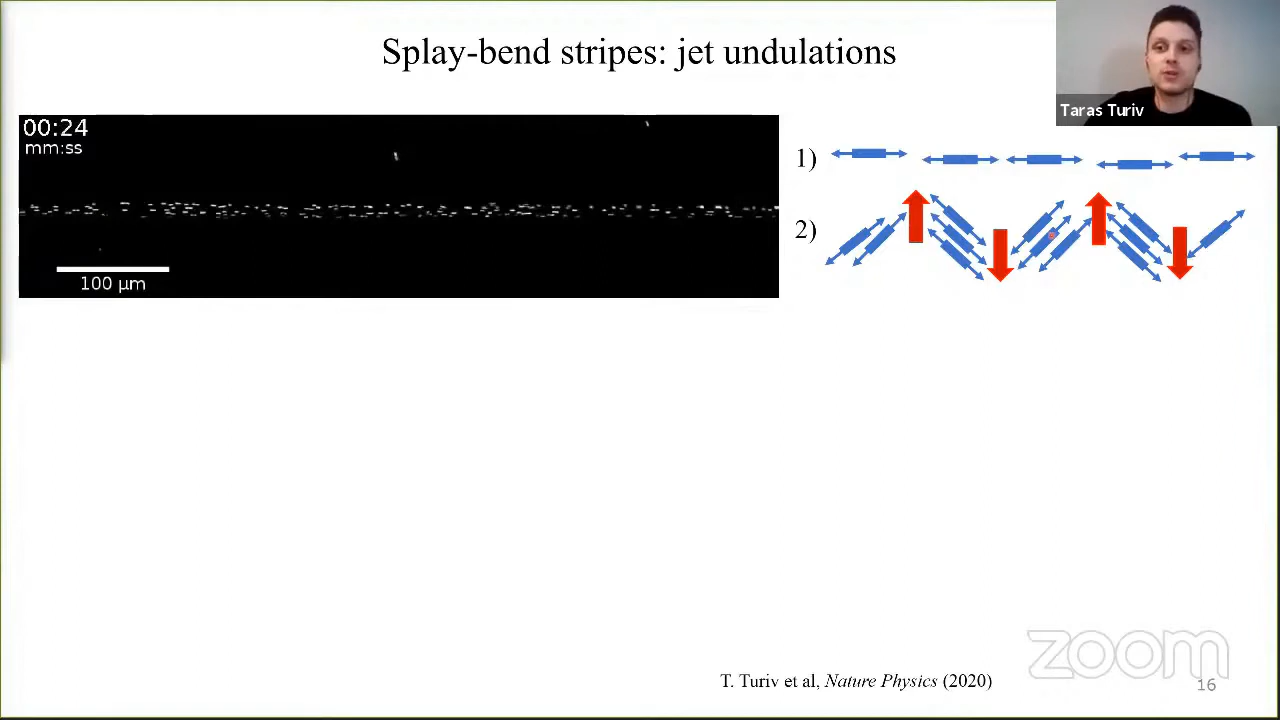 Splay-bend stripes: jet undulations
Taras Turiv
00:24
mm:ss
100 µm
1)
2)
T. Turiv et al, Nature Physics (2020)
zoom
16